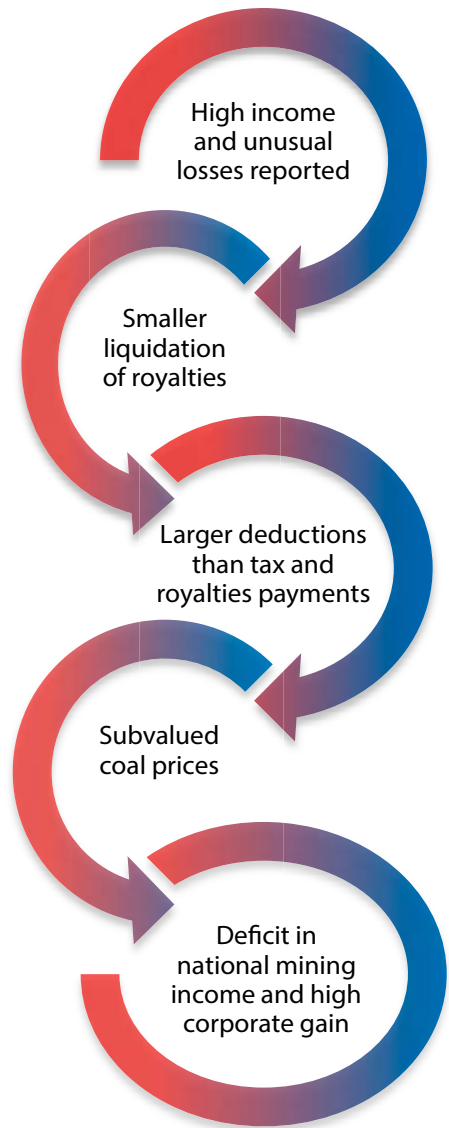 High income
and unusual
losses reported
Smaller
liquidation
of royalties
Larger deductions
than tax and
royalties payments
Subvalued
coal prices
Deficit in
national mining
income and high
corporate gain